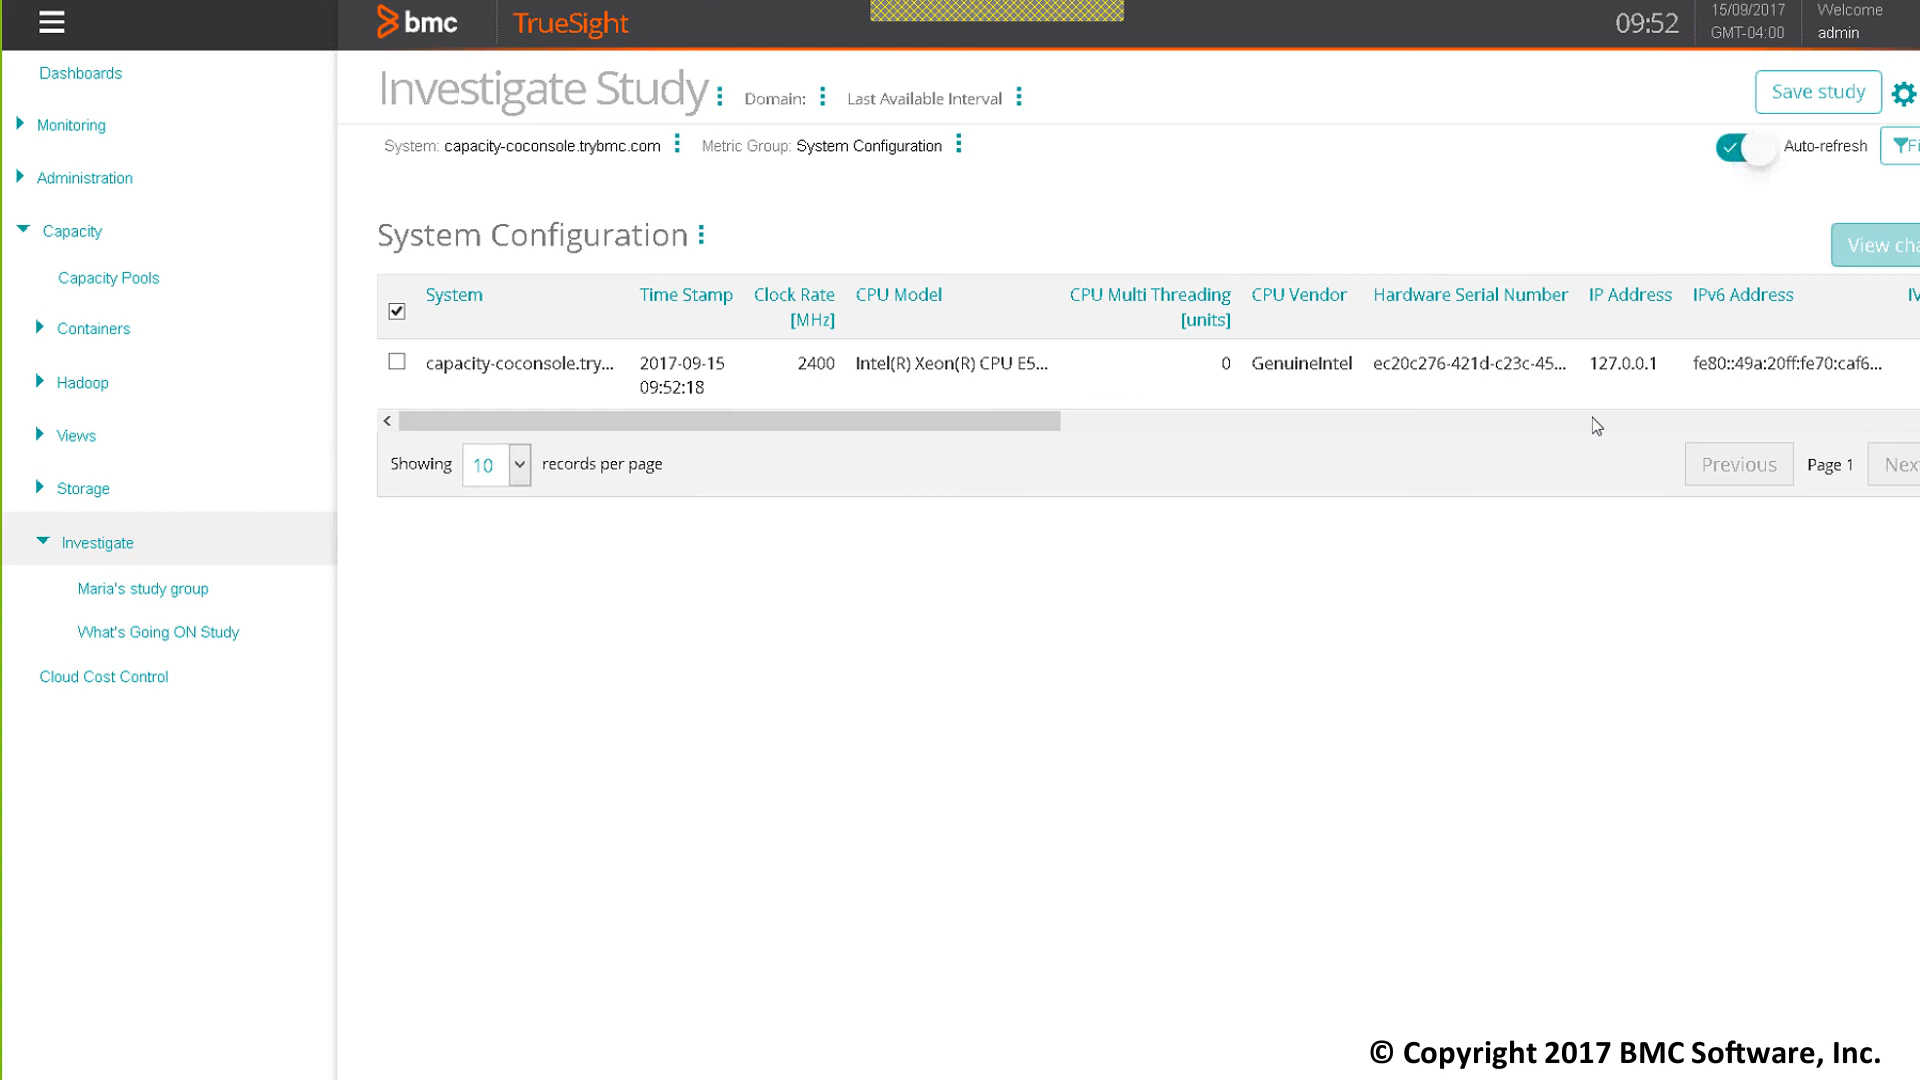 bmc TrueSight 09:52 15/09/2017 Welcome
GMT-04:00 admin
Dashboards
Monitoring
Administration
Capacity
Capacity Pools
Containers
Hadoop
Views
Storage
Investigate
Maria's study group
What's Going ON Study
Cloud Cost Control
Investigate Study Domain: Last Available Interval Save study
System: capacity-coconsole.trybmc.com Metric Group: System Configuration Auto-refresh Fi
System Configuration View cha
System Time Stamp Clock Rate CPU Model CPU Multi Threading CPU Vendor Hardware Serial Number IP Address IPv6 Address
[MHz] [units]
capacity-coconsole.try... 2017-09-15 2400 Intel(R) Xeon(R) CPU E5... 0 GenuineIntel ec20c276-421d-c23c-45... 127.0.0.1 fe80::49a:20ff:fe70:caf6...
09:52:18
Showing 10 records per page Previous Page 1 Nex
© Copyright 2017 BMC Software, Inc.